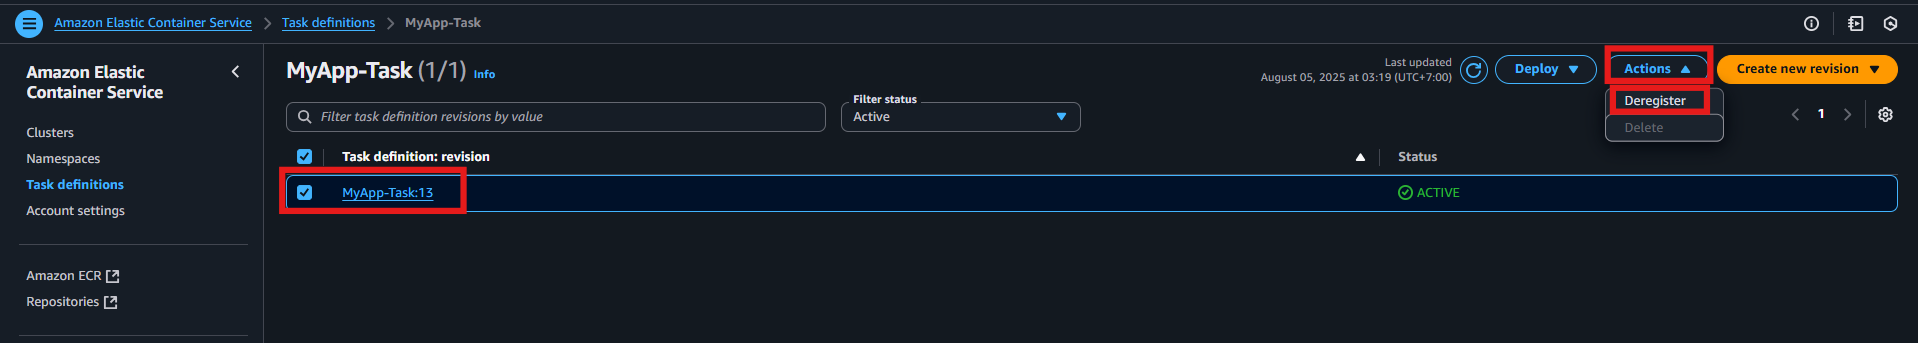 Amazon Elastic Container Service > Task definitions > MyApp-Task
Amazon Elastic
Container Service
Clusters
Namespaces
Task definitions
Account settings
Amazon ECR
Repositories
MyApp-Task (1/1) Info
Last updated
August 05, 2025 at 03:19 (UTC+7:00)
Deploy
Actions
Create new revision
Deregister
Delete
Filter task definition revisions by value
Filter status
Active
1
Task definition: revision
Status
MyApp-Task:13
ACTIVE